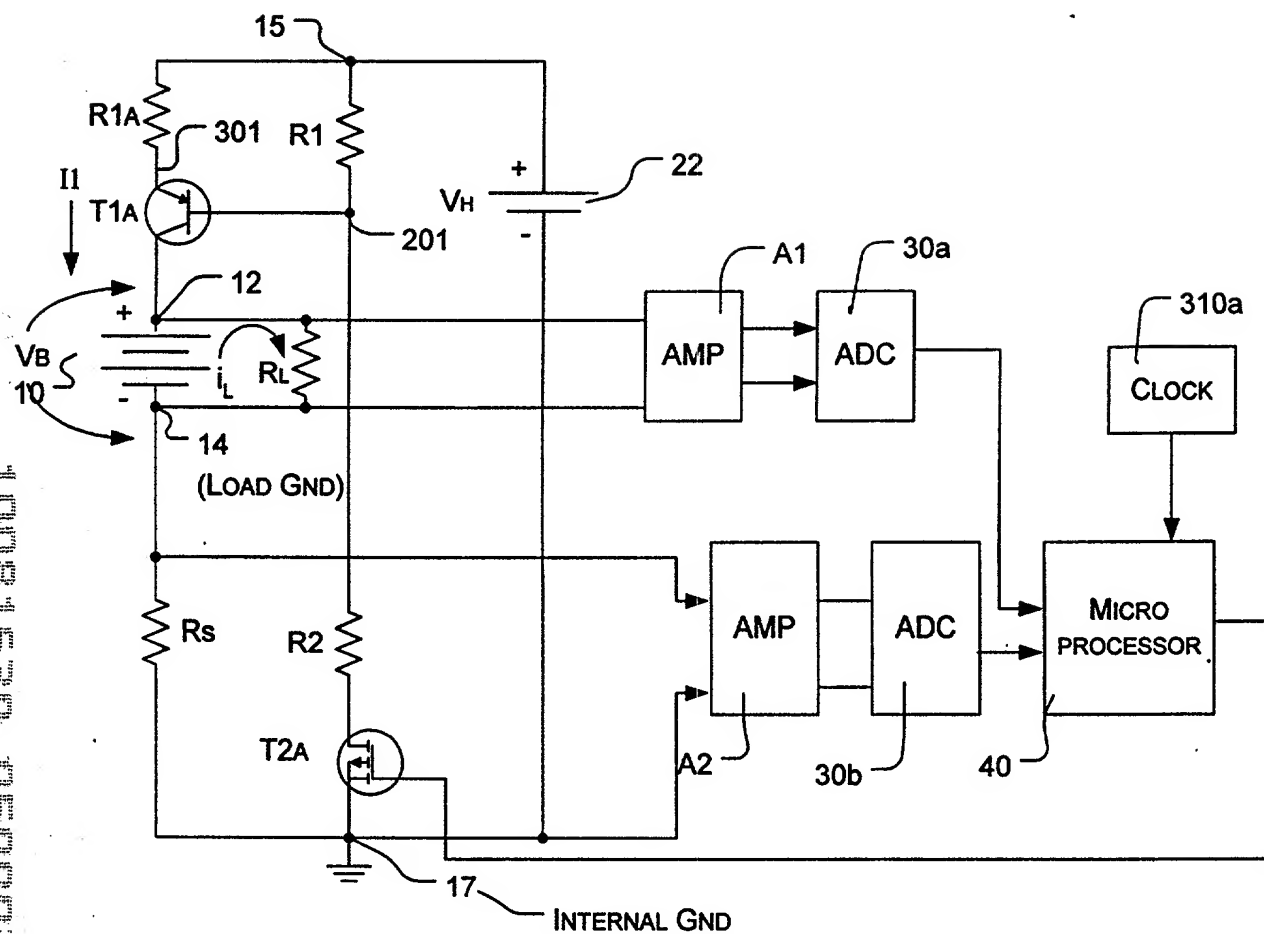 15
R1A
301
R1
I1
T1A
+
22
VH
-
201
A1
30a
12
310a
+
VB
10
iL
RL
AMP
ADC
CLOCK
-
14
(LOAD GND)
Rs
R2
AMP
ADC
MICRO
PROCESSOR
T2A
A2
30b
40
17
INTERNAL GND